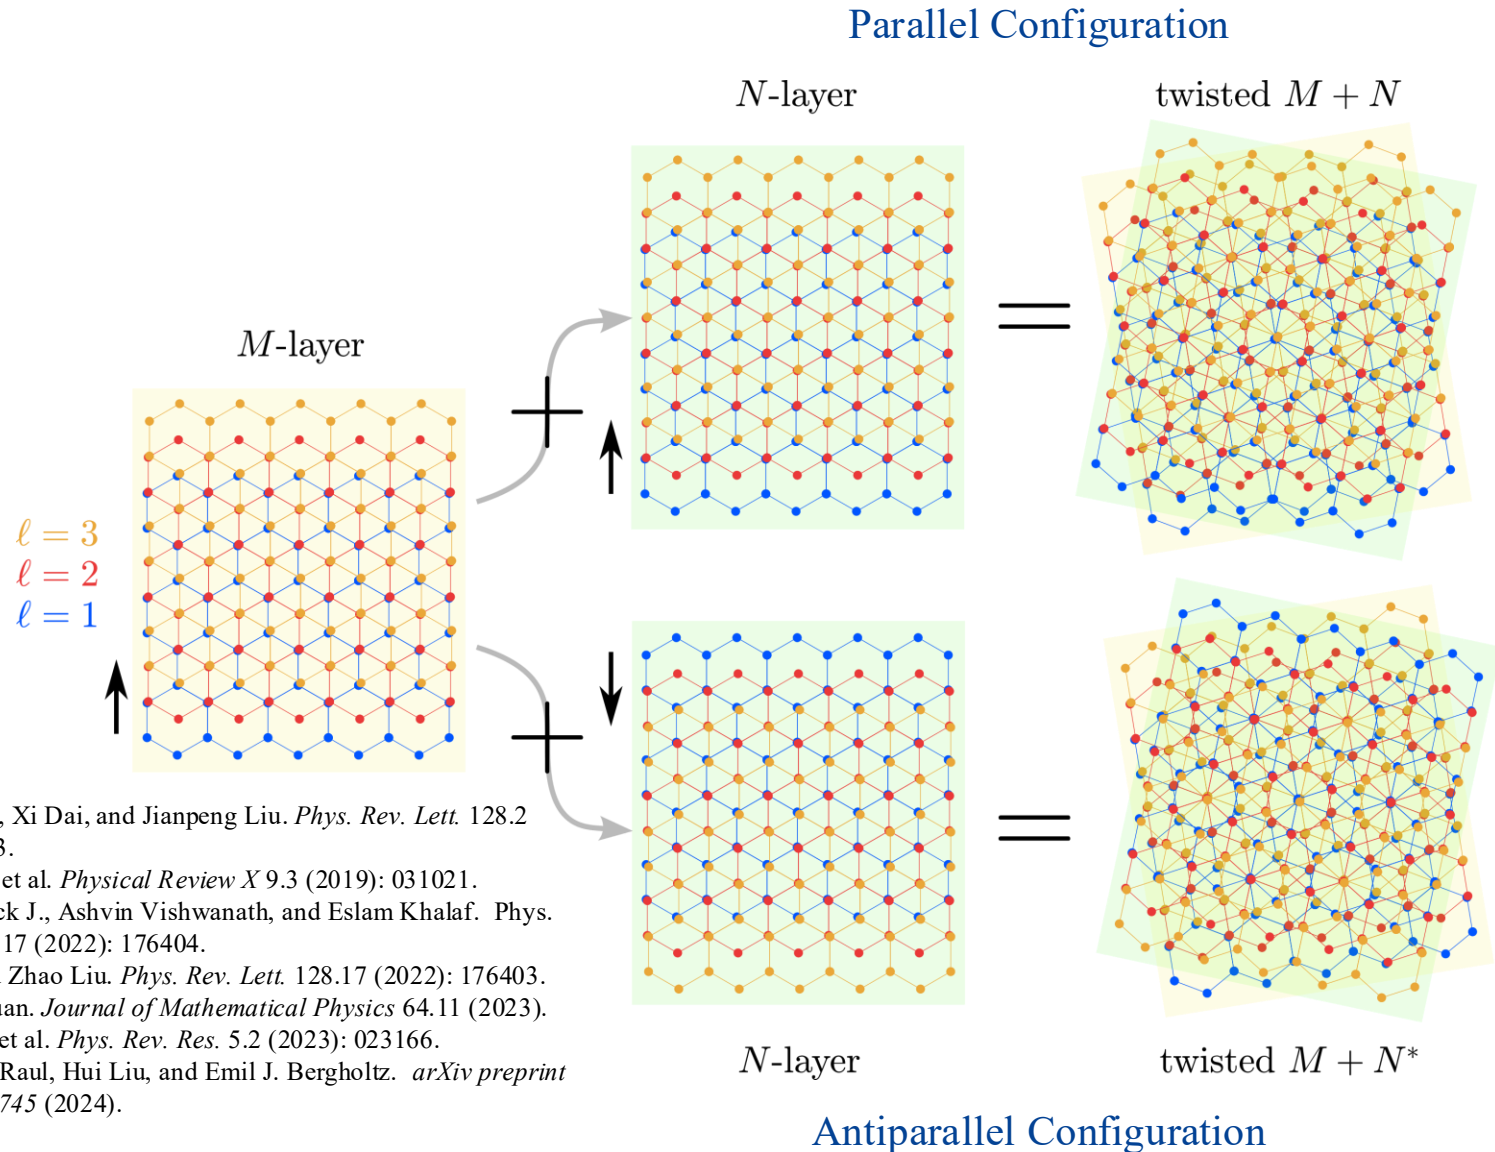 Parallel Configuration
N-layer
twisted M + N
M-layer
ℓ = 3
ℓ = 2
ℓ = 1
, Xi Dai, and Jianpeng Liu. Phys. Rev. Lett. 128.2
3.
et al. Physical Review X 9.3 (2019): 031021.
ck J., Ashvin Vishwanath, and Eslam Khalaf. Phys.
17 (2022): 176404.
Zhao Liu. Phys. Rev. Lett. 128.17 (2022): 176403.
uan. Journal of Mathematical Physics 64.11 (2023).
et al. Phys. Rev. Res. 5.2 (2023): 023166.
Raul, Hui Liu, and Emil J. Bergholtz. arXiv preprint
745 (2024).
N-layer
twisted M + N*
Antiparallel Configuration